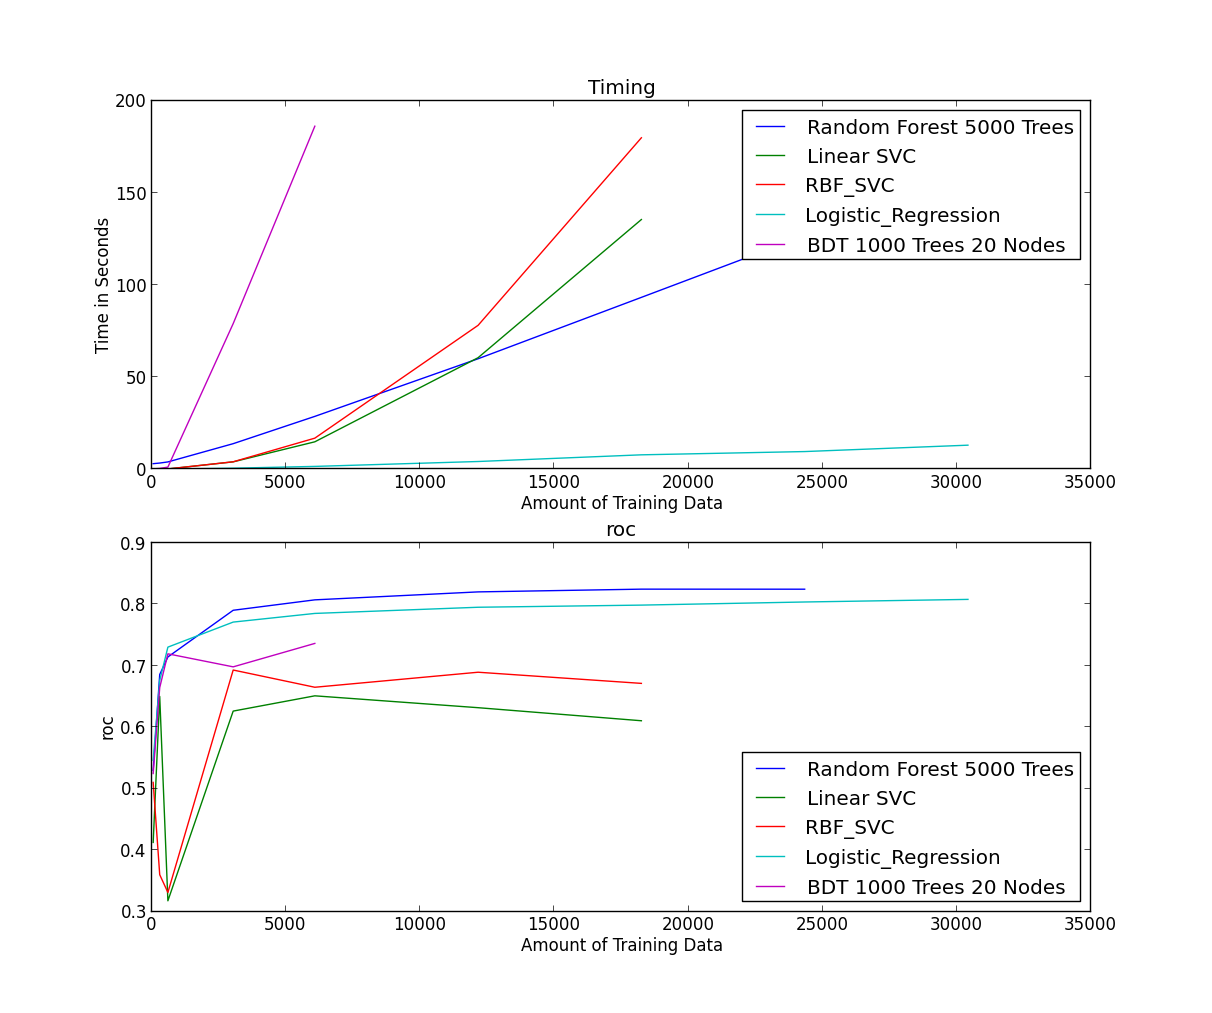 Timing
200
150
100
50
0
Time in Seconds
Random Forest 5000 Trees
Linear SVC
RBF_SVC
Logistic_Regression
BDT 1000 Trees 20 Nodes
0 5000 10000 15000 20000 25000 30000 35000
Amount of Training Data
roc
0.9
0.8
0.7
0.6
0.5
0.4
0.3
roc
Random Forest 5000 Trees
Linear SVC
RBF_SVC
Logistic_Regression
BDT 1000 Trees 20 Nodes
0 5000 10000 15000 20000 25000 30000 35000
Amount of Training Data